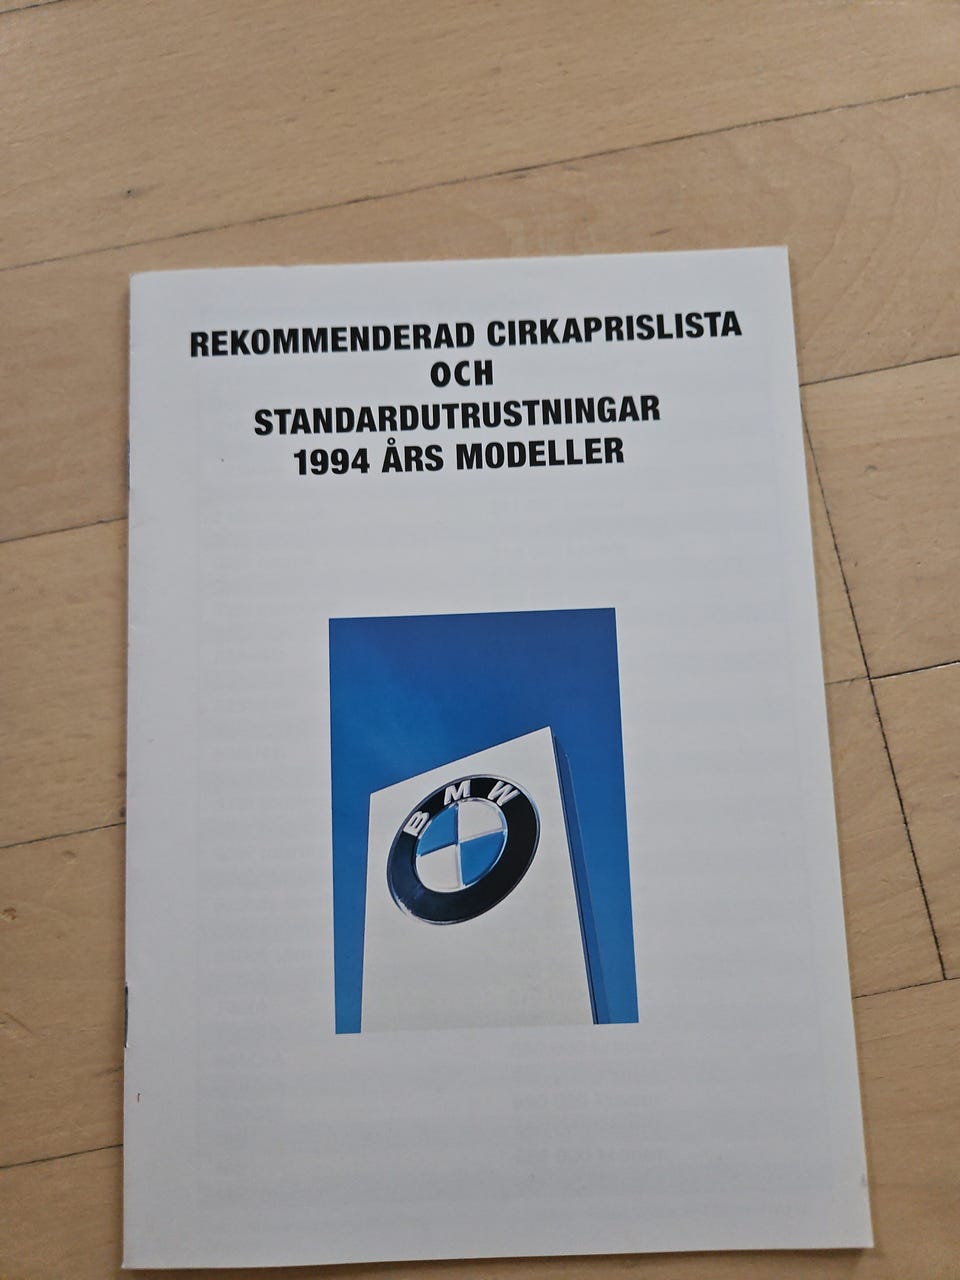 REKOMMENDERAD CIRKAPRISLISTA
OCH
STANDARDUTRUSTNINGAR
1994 ÅRS MODELLER
BMW